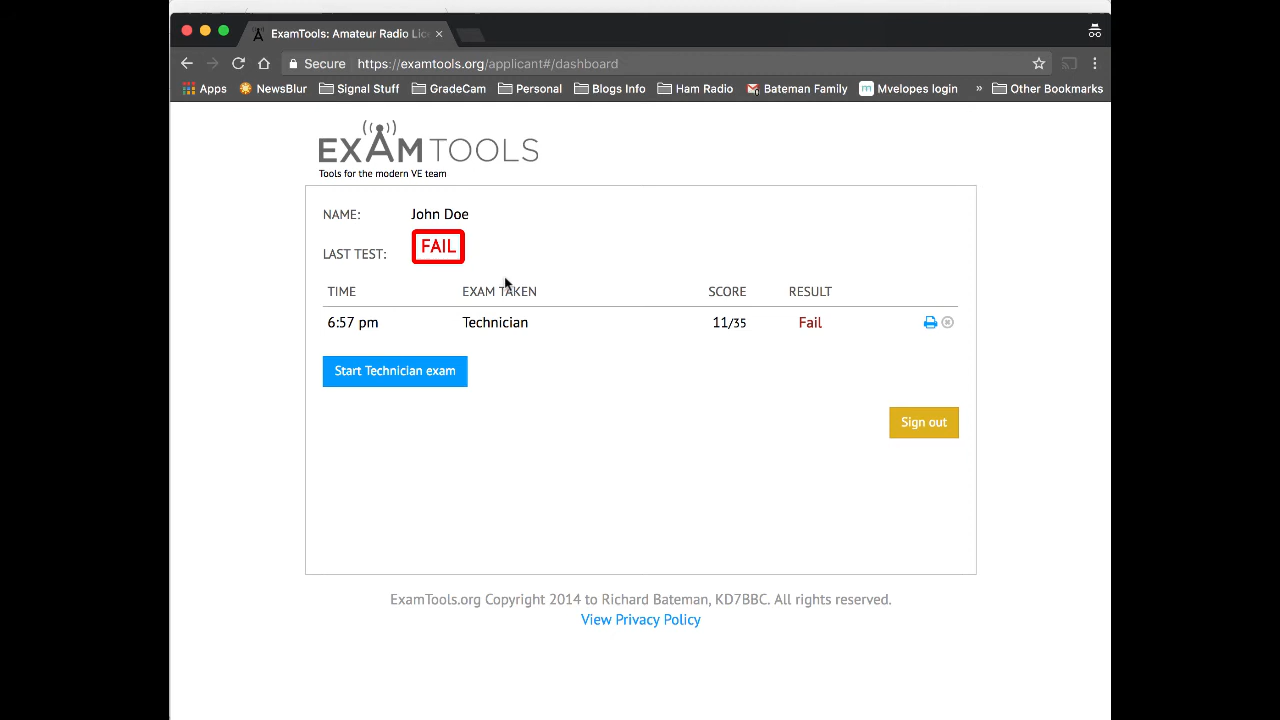 ExamTools: Amateur Radio Lic
Secure https://examtools.org/applicant#/dashboard
Apps NewsBlur Signal Stuff GradeCam Personal Blogs Info Ham Radio Bateman Family Mvelopes login » Other Bookmarks
EXAMTOOLS
Tools for the modern VE team
NAME: John Doe
LAST TEST: FAIL
TIME EXAM TAKEN SCORE RESULT
6:57 pm Technician 11/35 Fail
Start Technician exam
Sign out
ExamTools.org Copyright 2014 to Richard Bateman, KD7BBC. All rights reserved.
View Privacy Policy